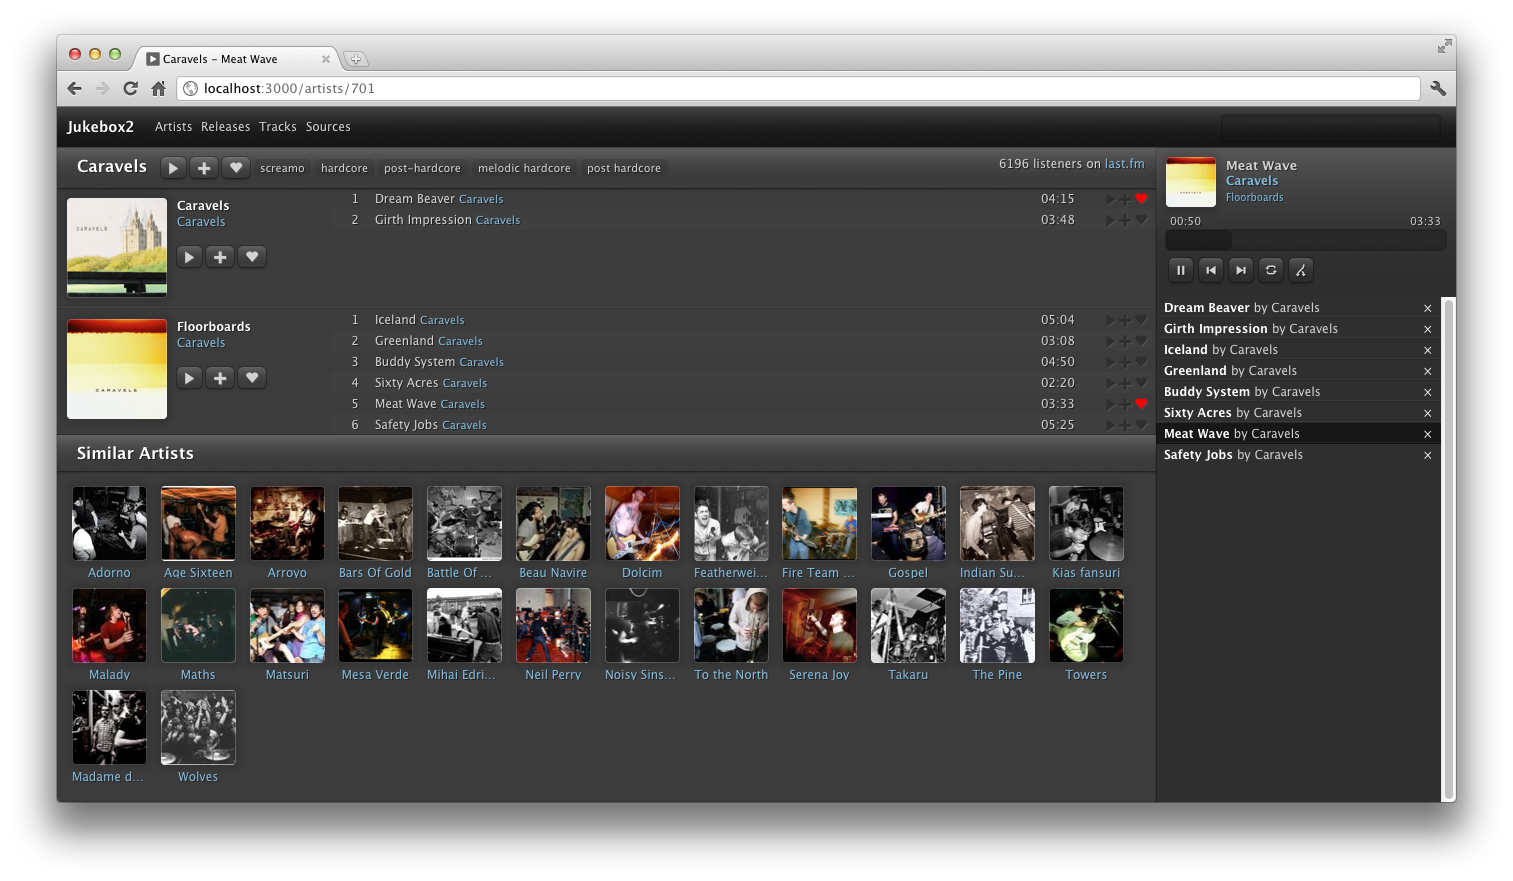 Caravels – Meat Wave
localhost:3000/artists/701
Jukebox2 Artists Releases Tracks Sources
Caravels screamo hardcore post-hardcore melodic hardcore post hardcore 6196 listeners on last.fm
CARAVELS
Caravels
Caravels
1 Dream Beaver Caravels 04:15
2 Girth Impression Caravels 03:48
CARAVELS
Floorboards
Caravels
1 Iceland Caravels 05:04
2 Greenland Caravels 03:08
3 Buddy System Caravels 04:50
4 Sixty Acres Caravels 02:20
5 Meat Wave Caravels 03:33
6 Safety Jobs Caravels 05:25
Similar Artists
Adorno Age Sixteen Arroyo Bars Of Gold Battle Of ... Beau Navire Dolcim Featherwei... Fire Team ... Gospel Indian Su... Kias fansuri
Malady Maths Matsuri Mesa Verde Mihai Edri... Neil Perry Noisy Sins... To the North Serena Joy Takaru The Pine Towers
Madame d... Wolves
Meat Wave
Caravels
Floorboards
00:50 03:33
Dream Beaver by Caravels ×
Girth Impression by Caravels ×
Iceland by Caravels ×
Greenland by Caravels ×
Buddy System by Caravels ×
Sixty Acres by Caravels ×
Meat Wave by Caravels ×
Safety Jobs by Caravels ×